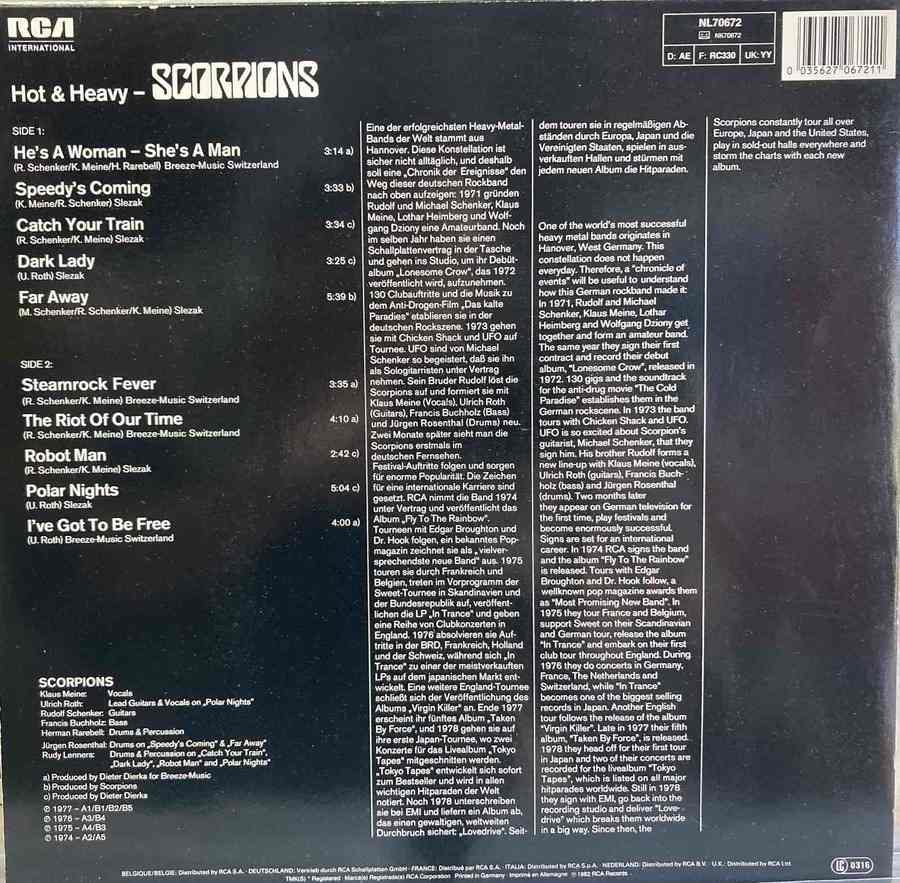 RCA
INTERNATIONAL
NL70672
NK70672
D: AE
F: RC330
UK: YY
0 035627 067211
Hot & Heavy – SCORPIONS
SIDE 1:
He's A Woman – She's A Man 3:14 a)
(R. Schenker/K. Meine/H. Rarebell) Breeze-Music Switzerland
Speedy's Coming 3:33 b)
(K. Meine/R. Schenker) Slezak
Catch Your Train 3:34 c)
(R. Schenker/K. Meine) Slezak
Dark Lady 3:25 c)
(U. Roth) Slezak
Far Away 5:39 b)
(M. Schenker/R. Schenker/K. Meine) Slezak
SIDE 2:
Steamrock Fever 3:35 a)
(R. Schenker/K. Meine) Breeze-Music Switzerland
The Riot Of Our Time 4:10 a)
(R. Schenker/K. Meine) Breeze-Music Switzerland
Robot Man 2:42 c)
(R. Schenker/K. Meine) Slezak
Polar Nights 5:04 c)
(U. Roth) Slezak
I've Got To Be Free 4:00 a)
(U. Roth) Breeze-Music Switzerland
SCORPIONS
Klaus Meine: Vocals
Ulrich Roth: Lead Guitars & Vocals on „Polar Nights"
Rudolf Schenker: Guitars
Francis Buchholz: Bass
Herman Rarebell: Drums & Percussion
Jürgen Rosenthal: Drums on „Speedy's Coming" & „Far Away"
Rudy Lenners: Drums & Percussion on „Catch Your Train",
„Dark Lady", „Robot Man" and „Polar Nights"
a) Produced by Dieter Dierks for Breeze-Music
b) Produced by Scorpions
c) Produced by Dieter Dierks
℗ 1977 – A1/B1/B2/B5
℗ 1976 – A3/B4
℗ 1975 – A4/B3
℗ 1974 – A2/A5
Eine der erfolgreichsten Heavy-Metal-
Bands der Welt stammt aus
Hannover. Diese Konstellation ist
sicher nicht alltäglich, und deshalb
soll eine „Chronik der Ereignisse" den
Weg dieser deutschen Rockband
nach oben aufzeigen: 1971 gründen
Rudolf und Michael Schenker, Klaus
Meine, Lothar Heimberg und Wolf-
gang Dziony eine Amateurband. Noch
im selben Jahr haben sie einen
Schallplattenvertrag in der Tasche
und gehen ins Studio, um ihr Debüt-
album „Lonesome Crow", das 1972
veröffentlicht wird, aufzunehmen.
130 Clubauftritte und die Musik zu
dem Anti-Drogen-Film „Das kalte
Paradies" etablieren sie in der
deutschen Rockszene. 1973 gehen
sie mit Chicken Shack und UFO auf
Tournee. UFO sind von Michael
Schenker so begeistert, daß sie ihn
als Sologitarristen unter Vertrag
nehmen. Sein Bruder Rudolf löst die
Scorpions auf und formiert sie mit
Klaus Meine (Vocals), Ulrich Roth
(Guitars), Francis Buchholz (Bass)
und Jürgen Rosenthal (Drums) neu.
Zwei Monate später sieht man die
Scorpions erstmals im
deutschen Fernsehen.
Festival-Auftritte folgen und sorgen
für enorme Popularität. Die Zeichen
für eine internationale Karriere sind
gesetzt. RCA nimmt die Band 1974
unter Vertrag und veröffentlicht das
Album „Fly To The Rainbow".
Tourneen mit Edgar Broughton und
Dr. Hook folgen, ein bekanntes Pop-
magazin zeichnet sie als „vielver-
sprechendste neue Band" aus. 1975
touren sie durch Frankreich und
Belgien, treten im Vorprogramm der
Sweet-Tournee in Skandinavien und
der Bundesrepublik auf, veröffent-
lichen die LP „In Trance" und geben
eine Reihe von Clubkonzerten in
England. 1976 absolvieren sie Auf-
tritte in der BRD, Frankreich, Holland
und der Schweiz, während sich „In
Trance" zu einer der meistverkauften
LPs auf dem japanischen Markt ent-
wickelt. Eine weitere England-Tournee
schließt sich der Veröffentlichung des
Albums „Virgin Killer" an. Ende 1977
erscheint ihr fünftes Album „Taken
By Force", und 1978 gehen sie auf
ihre erste Japan-Tournee, wo zwei
Konzerte für das Livealbum „Tokyo
Tapes" mitgeschnitten werden.
„Tokyo Tapes" entwickelt sich sofort
zum Bestseller und wird in allen
wichtigen Hitparaden der Welt
notiert. Noch 1978 unterschreiben
sie bei EMI und liefern ein Album ab,
das einen gewaltigen, weltweiten
Durchbruch sichert: „Lovedrive". Seit-
dem touren sie in regelmäßigen Ab-
ständen durch Europa, Japan und die
Vereinigten Staaten, spielen in aus-
verkauften Hallen und stürmen mit
jedem neuen Album die Hitparaden.
One of the world's most successful
heavy metal bands originates in
Hanover, West Germany. This
constellation does not happen
everyday. Therefore, a "chronicle of
events" will be useful to understand
how this German rockband made it:
In 1971, Rudolf and Michael
Schenker, Klaus Meine, Lothar
Heimberg and Wolfgang Dziony get
together and form an amateur band.
The same year they sign their first
contract and record their debut
album, "Lonesome Crow", released in
1972. 130 gigs and the soundtrack
for the anti-drug movie "The Cold
Paradise" establishes them in the
German rockscene. In 1973 the band
tours with Chicken Shack and UFO.
UFO is so excited about Scorpion's
guitarist, Michael Schenker, that they
sign him. His brother Rudolf forms a
new line-up with Klaus Meine (vocals),
Ulrich Roth (guitars), Francis Buch-
holz (bass) and Jürgen Rosenthal
(drums). Two months later
they appear on German television for
the first time, play festivals and
become enormously successful.
Signs are set for an international
career. In 1974 RCA signs the band
and the album "Fly To The Rainbow"
is released. Tours with Edgar
Broughton and Dr. Hook follow, a
wellknown pop magazine awards them
as "Most Promising New Band". In
1975 they tour France and Belgium,
support Sweet on their Scandinavian
and German tour, release the album
"In Trance" and embark on their first
club tour throughout England. During
1976 they do concerts in Germany,
France, The Netherlands and
Switzerland, while "In Trance"
becomes one of the biggest selling
records in Japan. Another English
tour follows the release of the album
"Virgin Killer". Late in 1977 their fifth
album, "Taken By Force", is released.
1978 they head off for their first tour
in Japan and two of their concerts are
recorded for the livealbum "Tokyo
Tapes", which is listed on all major
hitparades worldwide. Still in 1978
they sign with EMI, go back into the
recording studio and deliver "Love-
drive" which breaks them worldwide
in a big way. Since then, the
Scorpions constantly tour all over
Europe, Japan and the United States,
play in sold-out halls everywhere and
storm the charts with each new
album.
BELGIQUE/BELGIE: Distributed by RCA S.A. · DEUTSCHLAND: Vertrieb durch RCA Schallplatten GmbH · FRANCE: Distribué par RCA S.A. · ITALIA: Distributed by RCA S.p.A. · NEDERLAND: Distributed by RCA B.V. · U.K.: Distributed by RCA Ltd.
TMK(S) ® Registered · Marca(s) Registrada(s) RCA Corporation · Printed in Germany · Imprimé en Allemagne · ℗ 1982 RCA Records
LC 0316